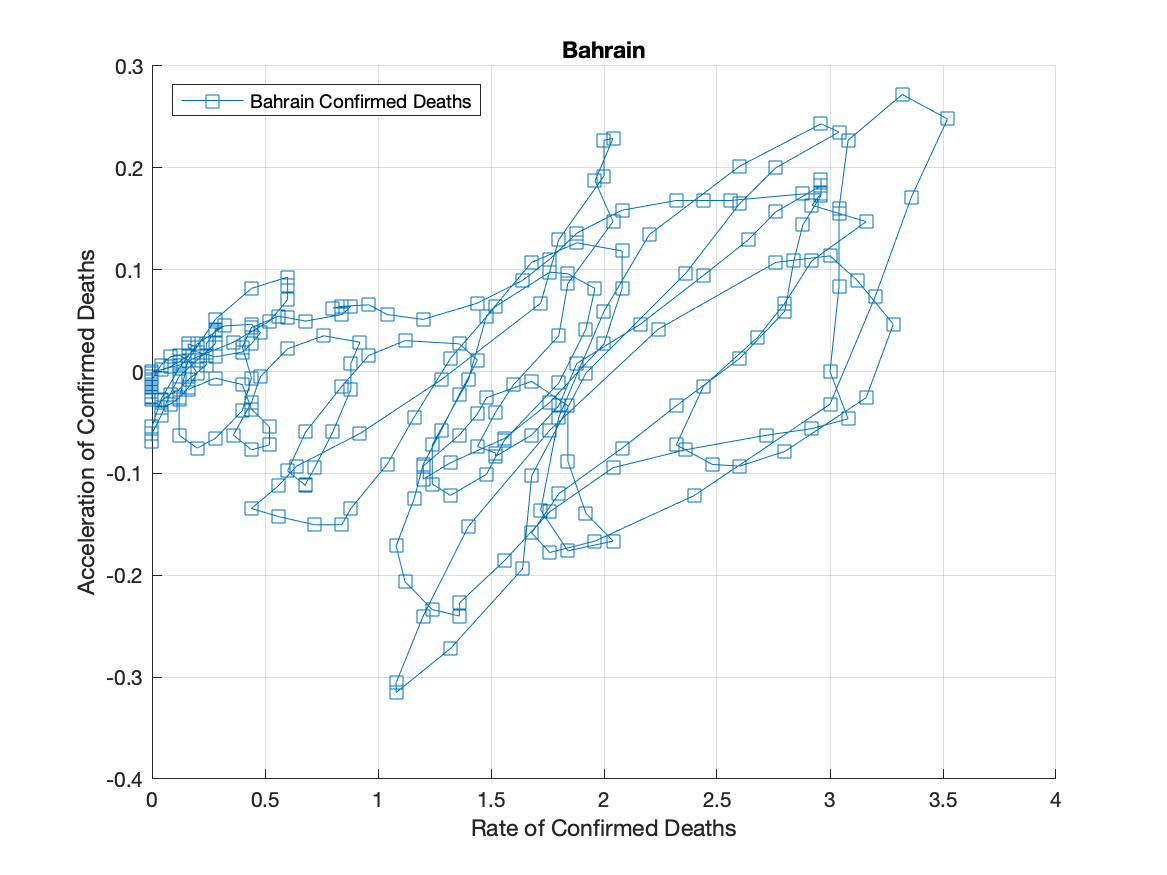 Bahrain
0.3
Bahrain Confirmed Deaths
0.2
0.1
0
-0.1
-0.2
-0.3
-0.4
Acceleration of Confirmed Deaths
0 0.5 1 1.5 2 2.5 3 3.5 4
Rate of Confirmed Deaths